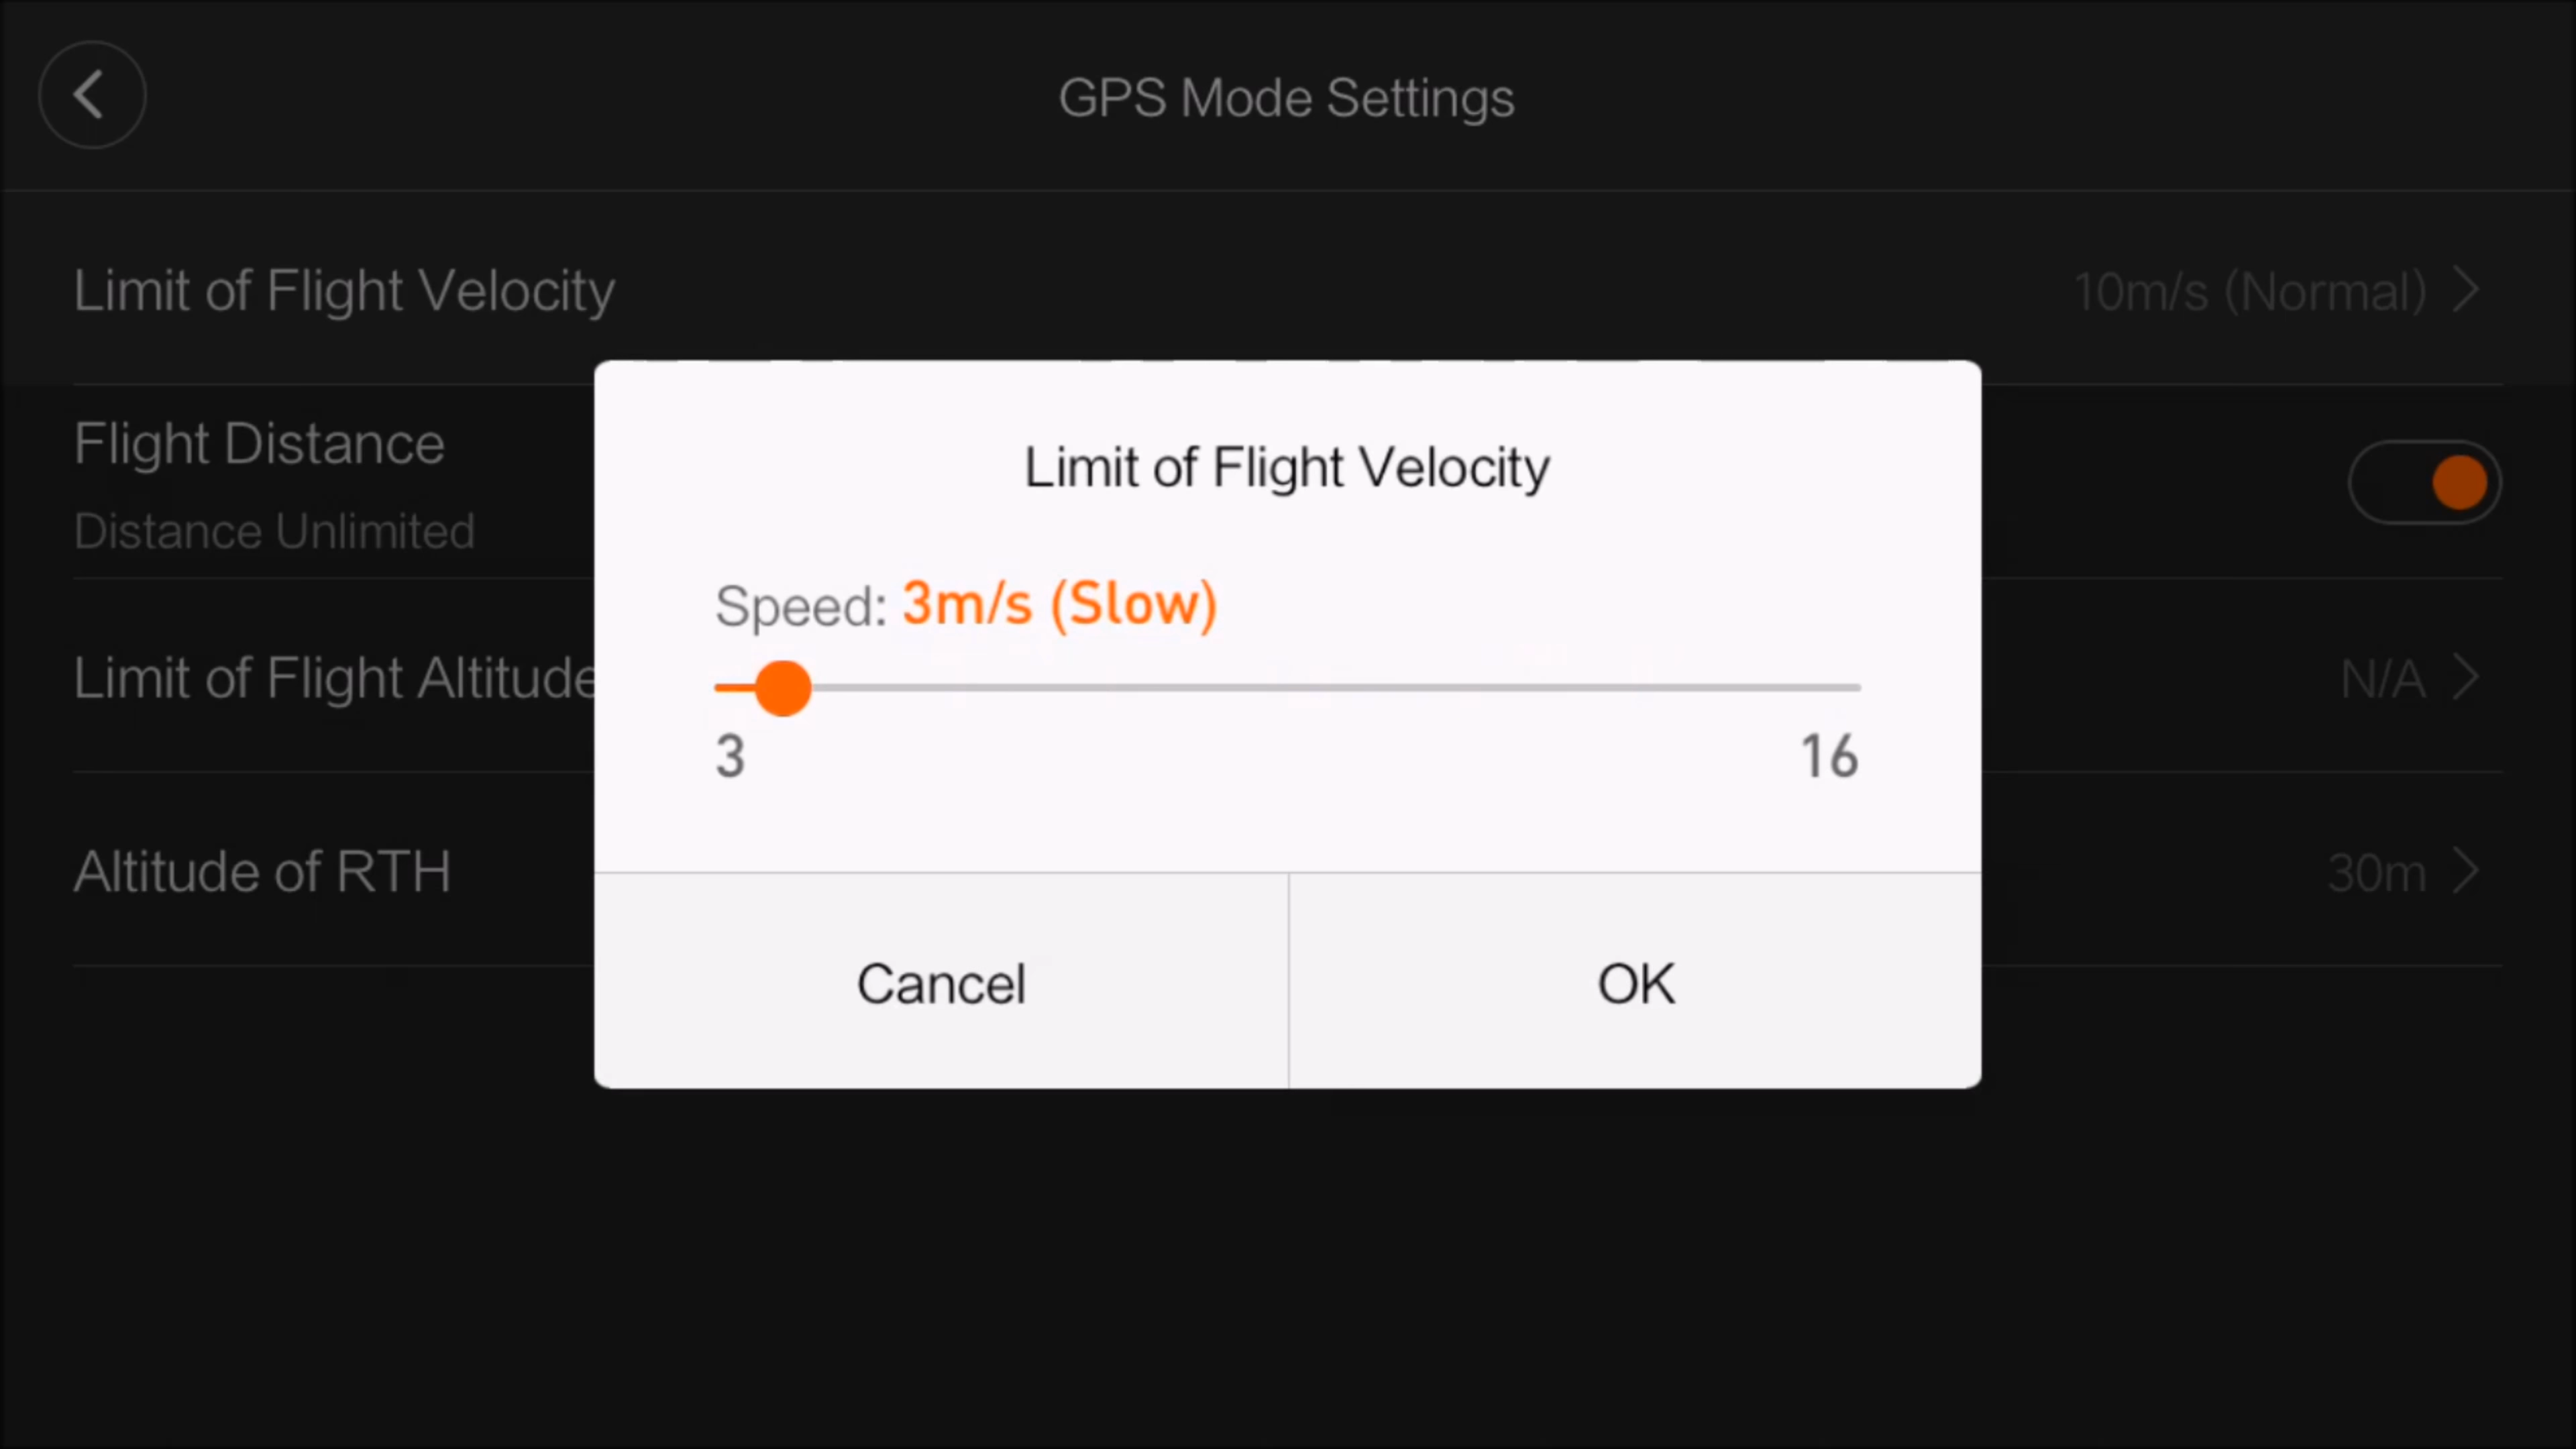 GPS Mode Settings
Limit of Flight Velocity
10m/s (Normal)
Flight Distance
Distance Unlimited
Limit of Flight Altitude
N/A
Altitude of RTH
30m
Limit of Flight Velocity
Speed: 3m/s (Slow)
3
16
Cancel
OK